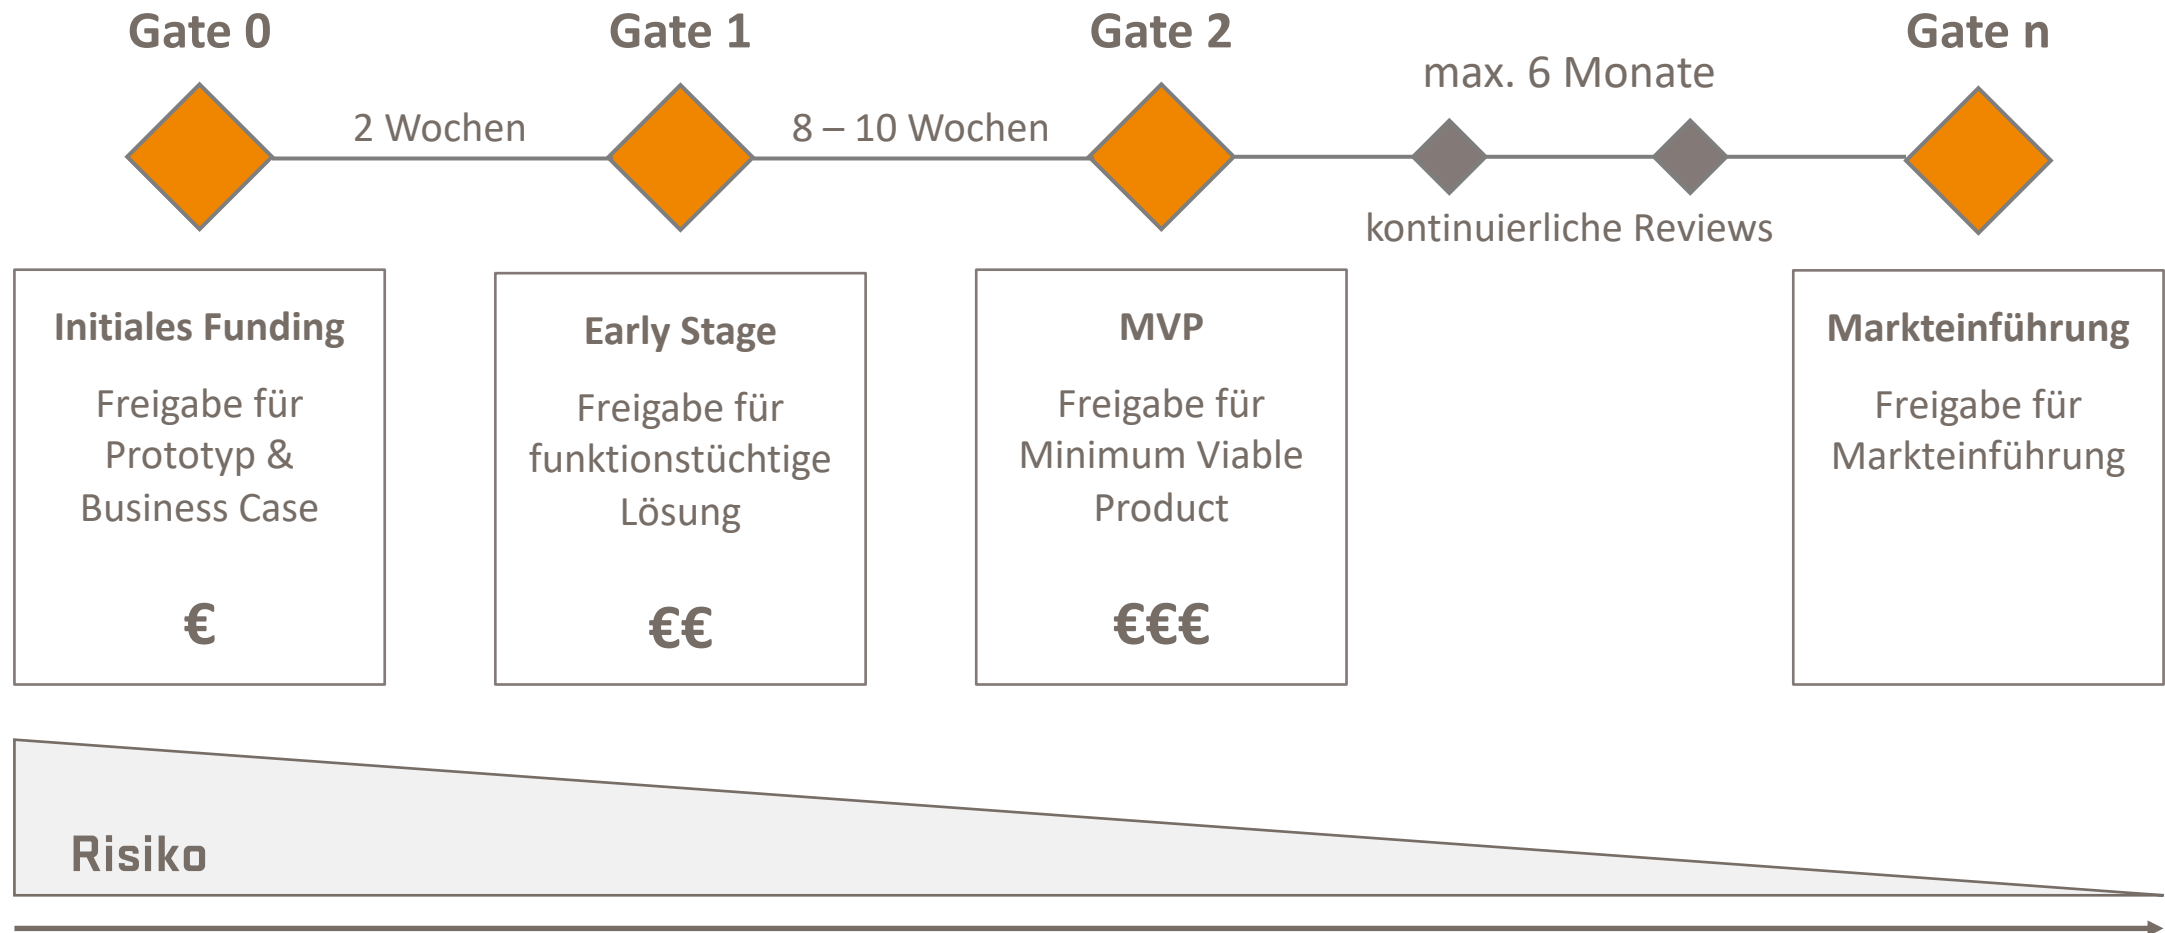 Gate 0
Gate 1
Gate 2
Gate n
2 Wochen
8 – 10 Wochen
max. 6 Monate
kontinuierliche Reviews
Initiales Funding
Freigabe für
Prototyp &
Business Case
€
Early Stage
Freigabe für
funktionstüchtige
Lösung
€€
MVP
Freigabe für
Minimum Viable
Product
€€€
Markteinführung
Freigabe für
Markteinführung
Risiko